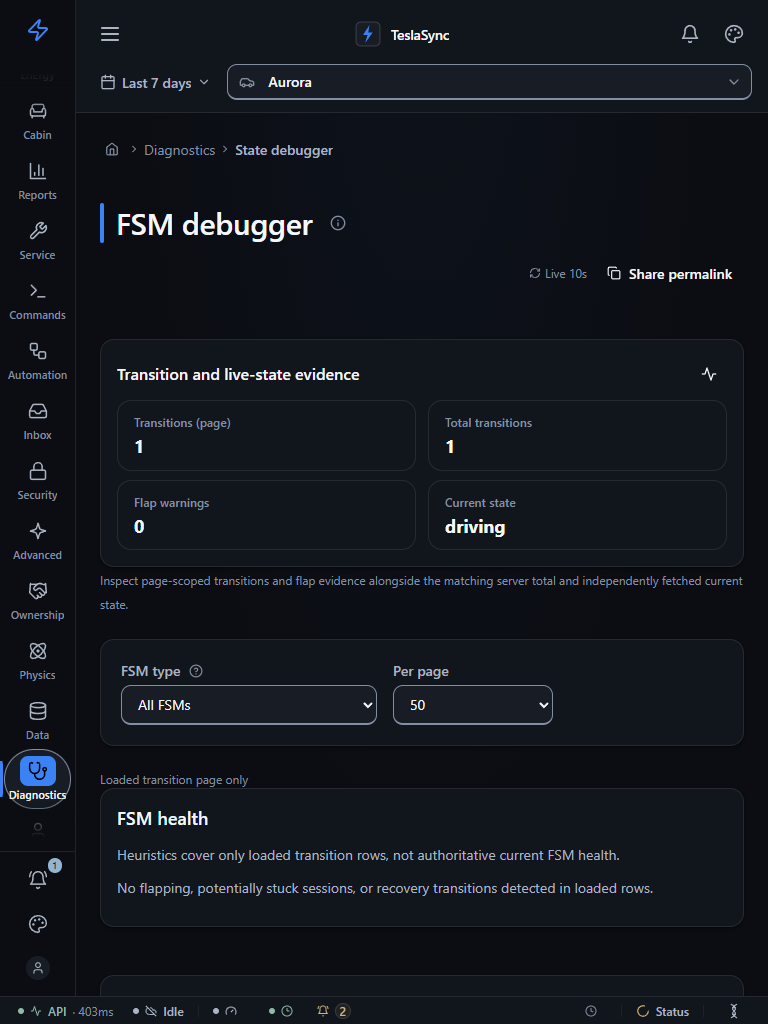 TeslaSync
Last 7 days
Aurora
Energy
Cabin
Reports
Service
Commands
Automation
Inbox
Security
Advanced
Ownership
Physics
Data
Diagnostics
1
Diagnostics
State debugger
FSM debugger
Live 10s
Share permalink
Transition and live-state evidence
Transitions (page)
1
Total transitions
1
Flap warnings
0
Current state
driving
Inspect page-scoped transitions and flap evidence alongside the matching server total and independently fetched current
state.
FSM type
All FSMs
Per page
50
Loaded transition page only
FSM health
Heuristics cover only loaded transition rows, not authoritative current FSM health.
No flapping, potentially stuck sessions, or recovery transitions detected in loaded rows.
API · 403ms
Idle
2
Status